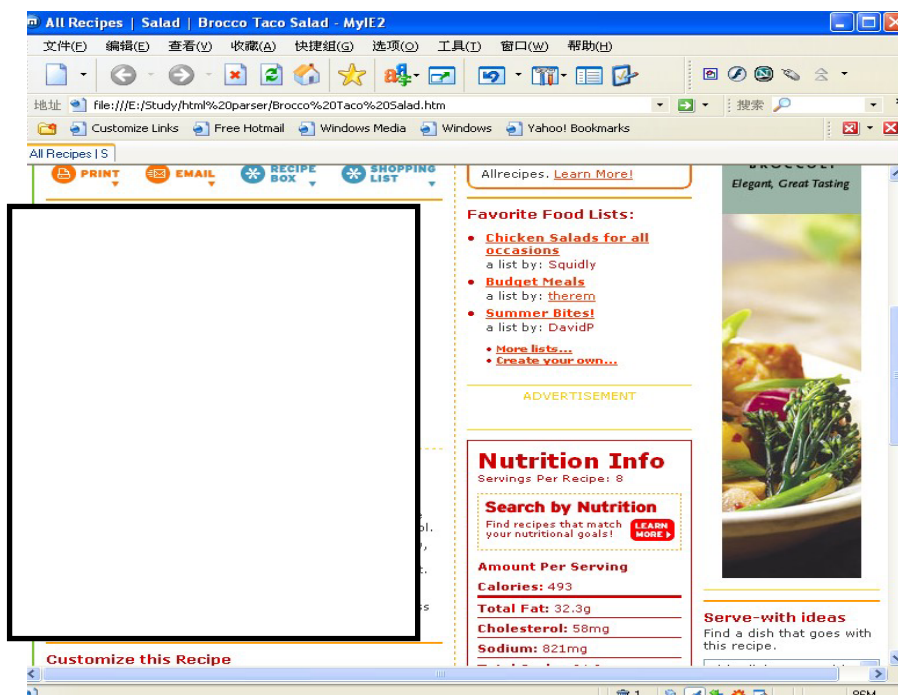 All Recipes | Salad | Brocco Taco Salad - MyIE2
文件(F) 编辑(E) 查看(V) 收藏(A) 快捷组(G) 选项(O) 工具(T) 窗口(W) 帮助(H)
地址 file:///E:/Study/html%20parser/Brocco%20Taco%20Salad.htm
搜索
Customize Links Free Hotmail Windows Media Windows Yahoo! Bookmarks
All Recipes | S
PRINT EMAIL RECIPE BOX SHOPPING LIST
Customize this Recipe
Allrecipes. Learn More!
Favorite Food Lists:
Chicken Salads for all
occasions
a list by: Squidly
Budget Meals
a list by: therem
Summer Bites!
a list by: DavidP
More lists...
Create your own...
ADVERTISEMENT
Nutrition Info
Servings Per Recipe: 8
Search by Nutrition
Find recipes that match
your nutritional goals!
LEARN
MORE
Amount Per Serving
Calories: 493
Total Fat: 32.3g
Cholesterol: 58mg
Sodium: 821mg
Elegant, Great Tasting
Serve-with ideas
Find a dish that goes with
this recipe.